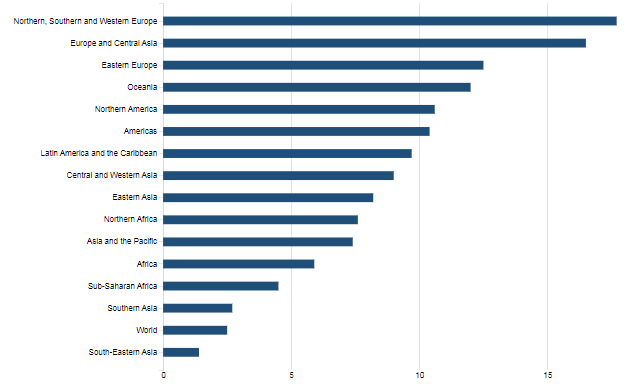 Northern, Southern and Western Europe
Europe and Central Asia
Eastern Europe
Oceania
Northern America
Americas
Latin America and the Caribbean
Central and Western Asia
Eastern Asia
Northern Africa
Asia and the Pacific
Africa
Sub-Saharan Africa
Southern Asia
World
South-Eastern Asia
0 5 10 15